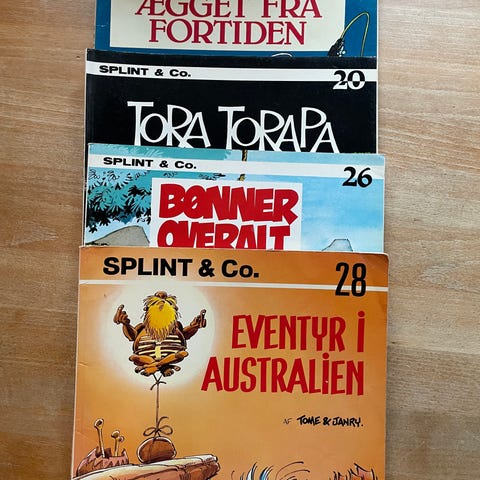 ÆGGET FRA
FORTIDEN
SPLINT & Co.
20
TORA TORAPA
SPLINT & Co.
26
BØNNER
OVERALT
SPLINT & Co.
28
EVENTYR i
AUSTRALIEN
AF TOME & JANRY.